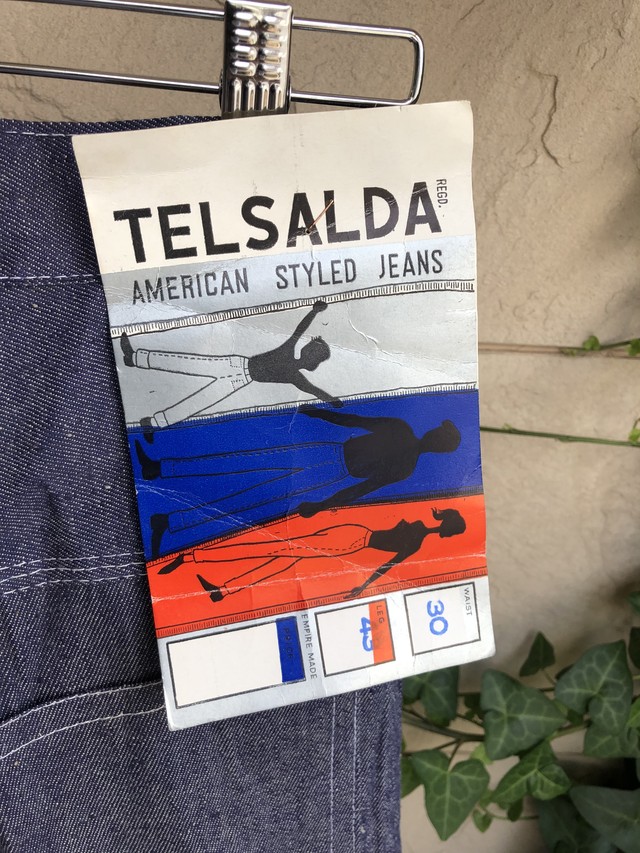 TELSALDA REGD.
AMERICAN STYLED JEANS
WAIST
30
LEG
43
EMPIRE MADE